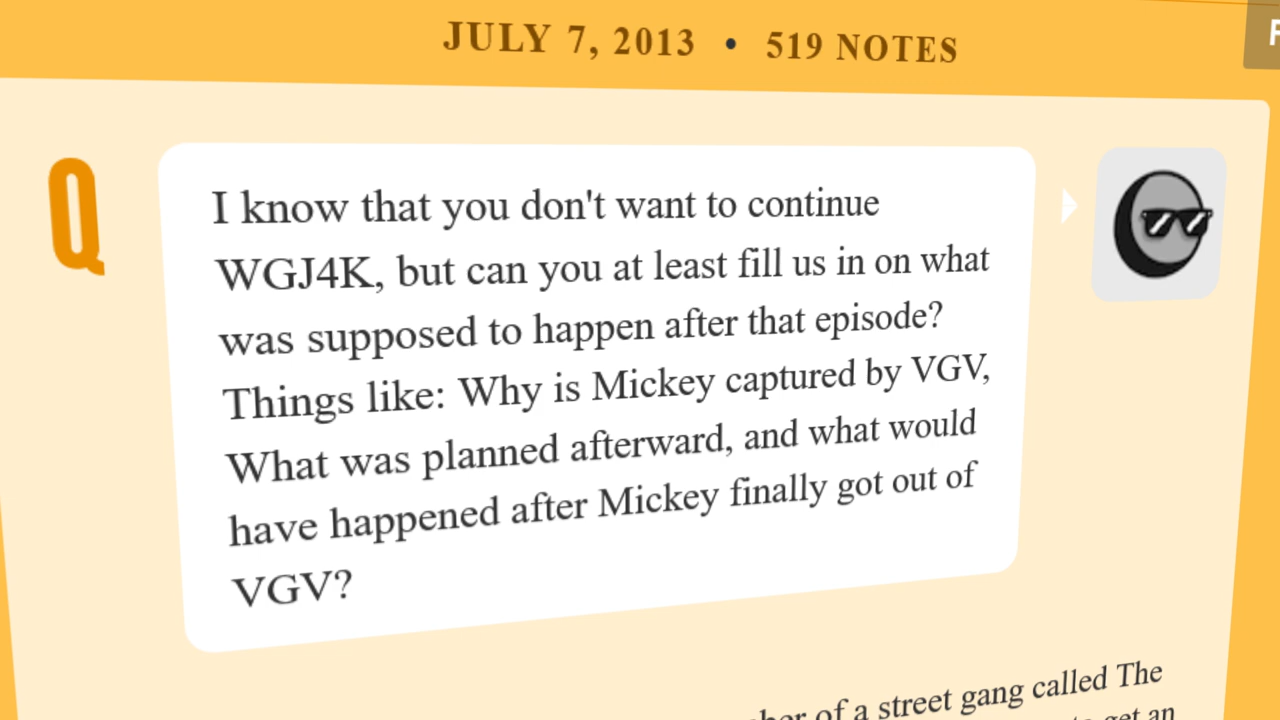 JULY 7, 2013 • 519 NOTES
Q
I know that you don't want to continue
WGJ4K, but can you at least fill us in on what
was supposed to happen after that episode?
Things like: Why is Mickey captured by VGV,
What was planned afterward, and what would
have happened after Mickey finally got out of
VGV?
of a street gang called The
get an